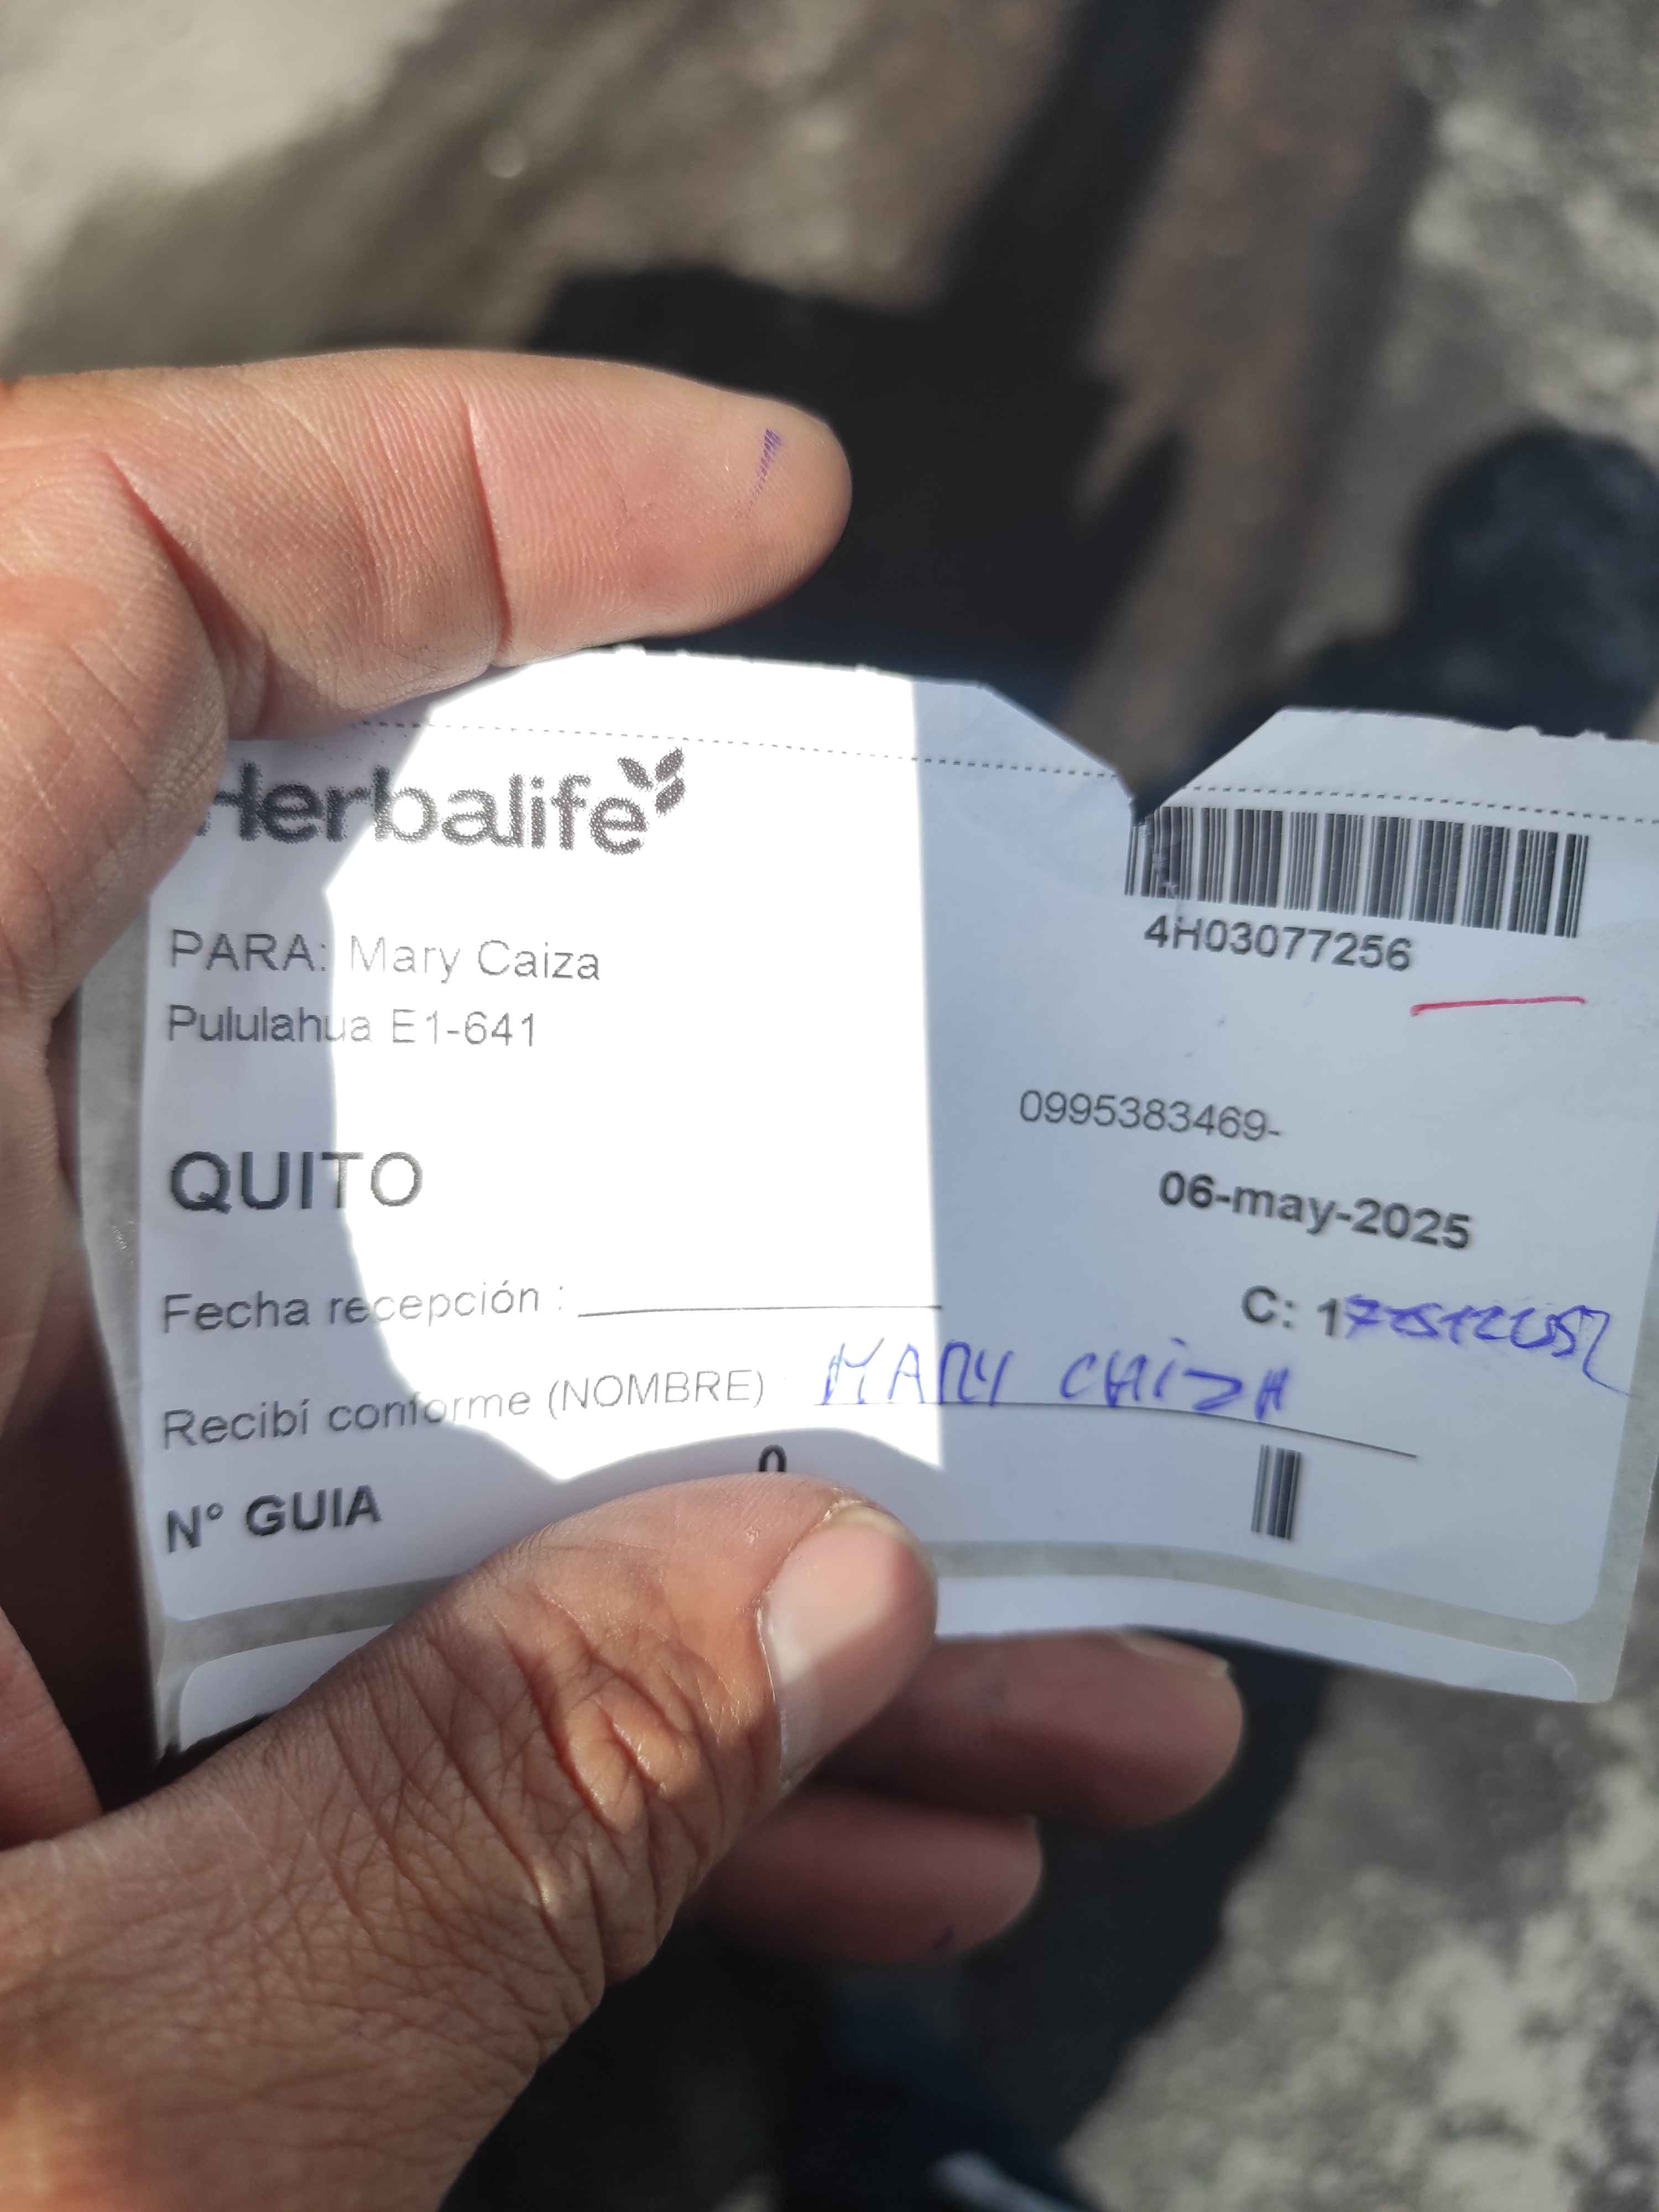 Herbalife
4H03077256
PARA: Mary Caiza
Pululahua E1-641
0995383469-
QUITO
06-may-2025
Fecha recepción :
C: 1
Recibí conforme (NOMBRE) MARY CAIZA
N° GUIA 0